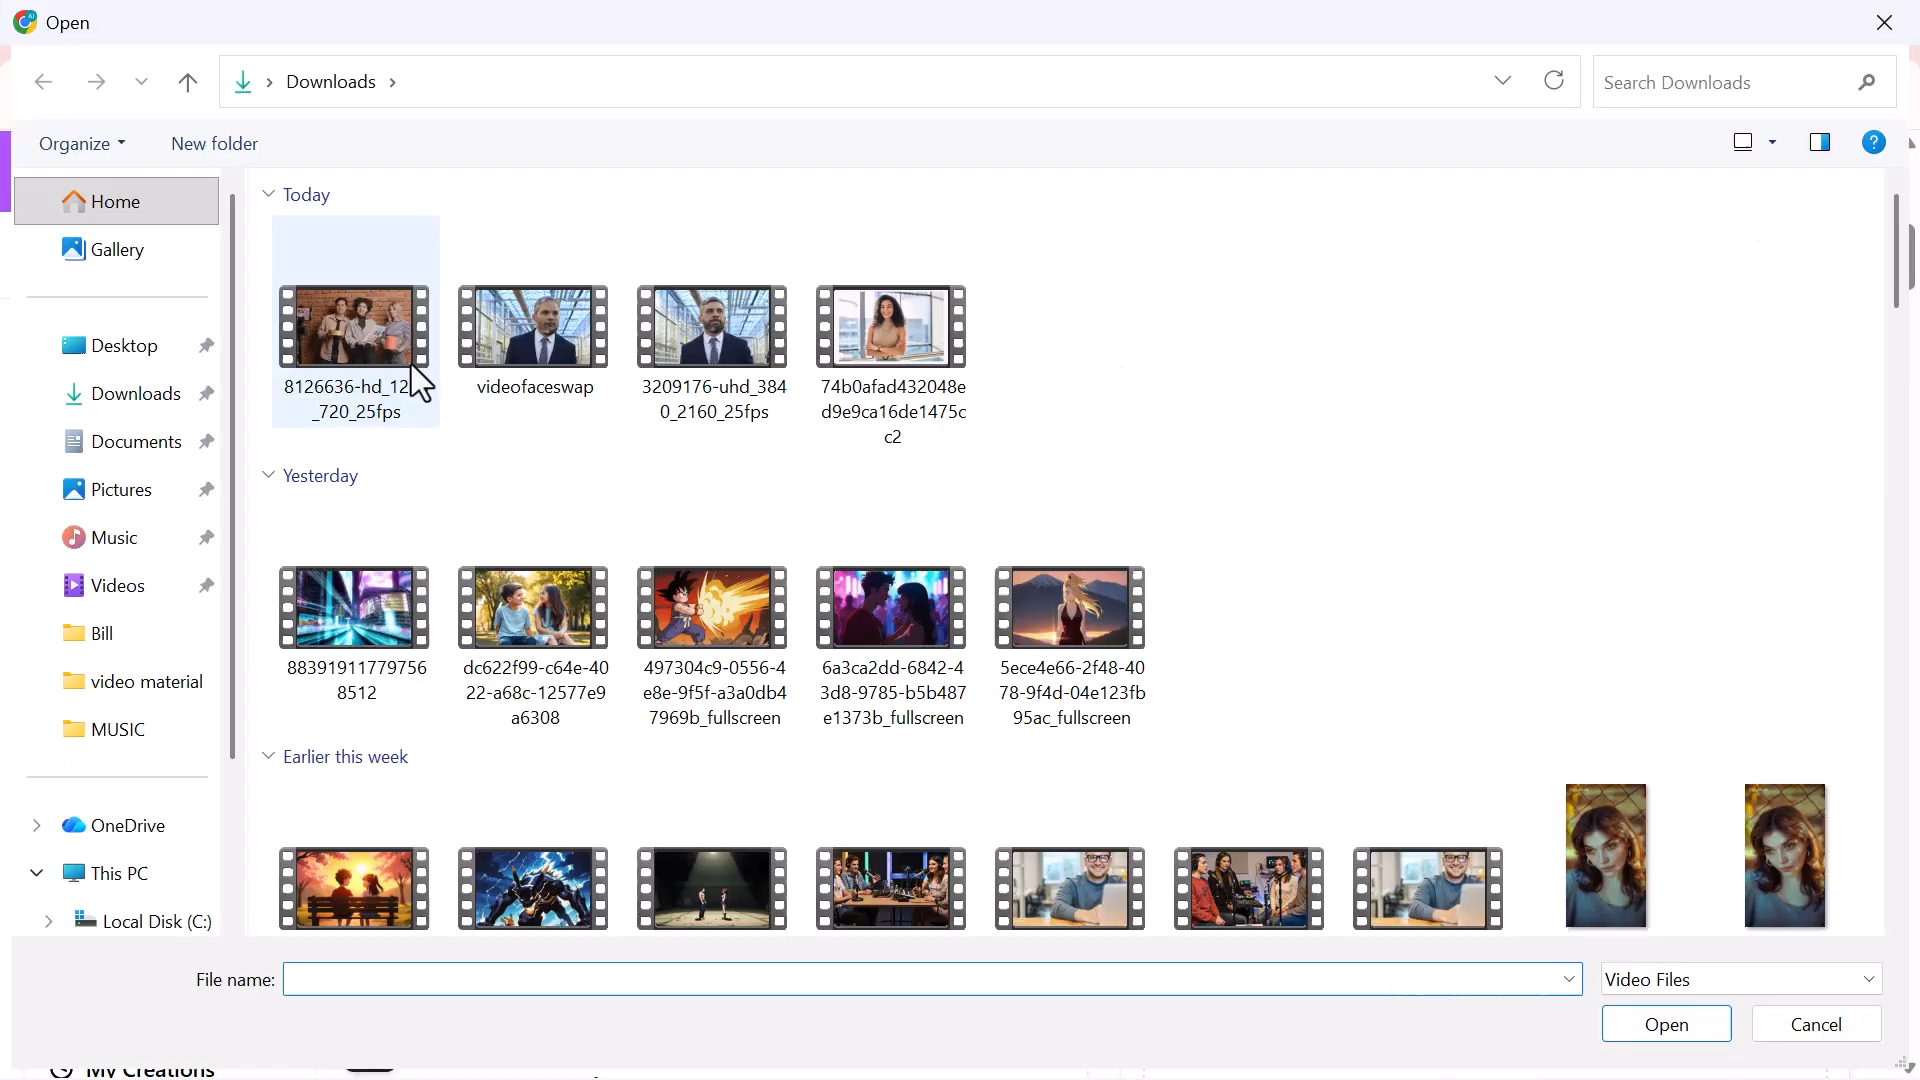 Open
Downloads
Search Downloads
Organize
New folder
Home
Gallery
Desktop
Downloads
Documents
Pictures
Music
Videos
Bill
video material
MUSIC
OneDrive
This PC
Local Disk (C:)
Today
8126636-hd_12
_720_25fps
videofaceswap
3209176-uhd_384
0_2160_25fps
74b0afad432048e
d9e9ca16de1475c
c2
Yesterday
88391911779756
8512
dc622f99-c64e-40
22-a68c-12577e9
a6308
497304c9-0556-4
e8e-9f5f-a3a0db4
7969b_fullscreen
6a3ca2dd-6842-4
3d8-9785-b5b487
e1373b_fullscreen
5ece4e66-2f48-40
78-9f4d-04e123fb
95ac_fullscreen
Earlier this week
File name:
Video Files
Open
Cancel
My Creations